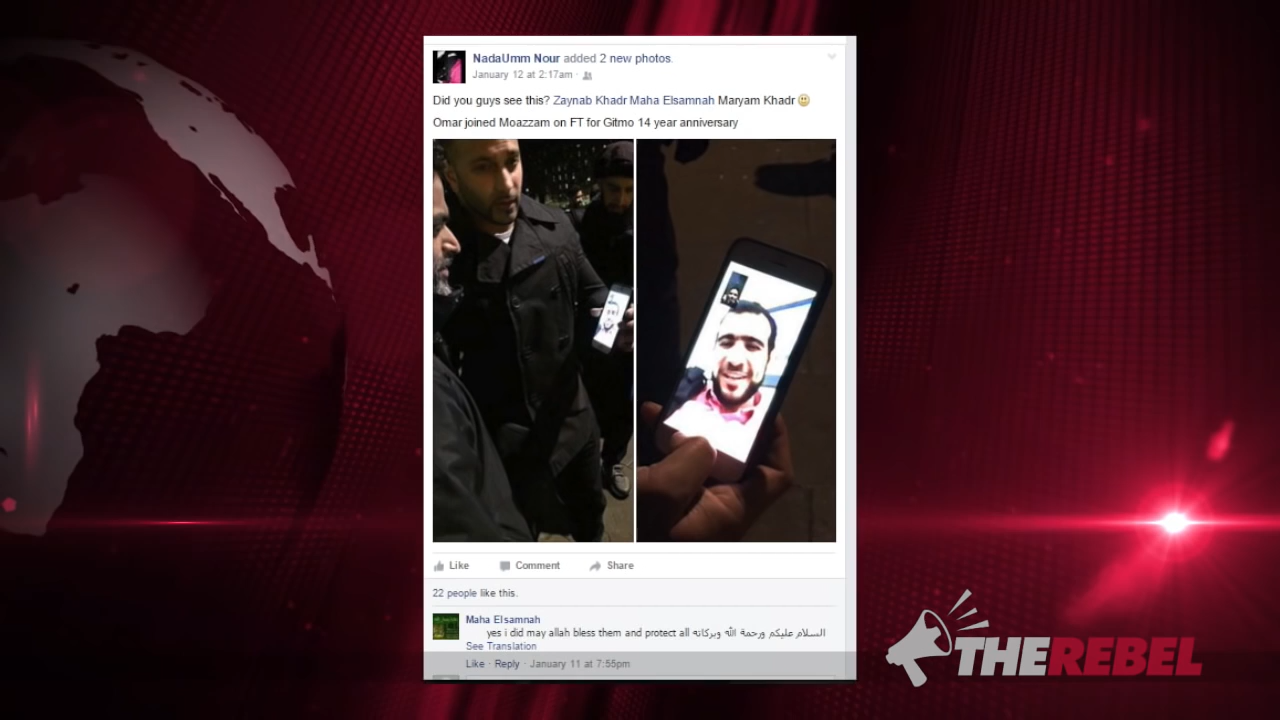 NadaUmm Nour added 2 new photos.
January 12 at 2:17am ·
Did you guys see this? Zaynab Khadr Maha Elsamnah Maryam Khadr
Omar joined Moazzam on FT for Gitmo 14 year anniversary
Like Comment Share
22 people like this.
Maha Elsamnah
yes i did may allah bless them and protect all السلام عليكم ورحمة الله وبركاته
See Translation
Like · Reply · January 11 at 7:55pm
THEREBEL